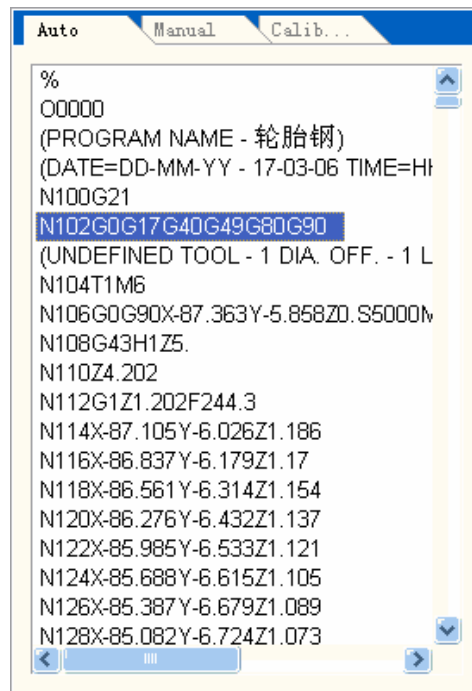 Auto Manual Calib...
%
O0000
(PROGRAM NAME - 轮胎钢)
(DATE=DD-MM-YY - 17-03-06 TIME=HH
N100G21
N102G0G17G40G49G80G90
(UNDEFINED TOOL - 1 DIA. OFF. - 1 L
N104T1M6
N106G0G90X-87.363Y-5.858Z0.S5000M
N108G43H1Z5.
N110Z4.202
N112G1Z1.202F244.3
N114X-87.105Y-6.026Z1.186
N116X-86.837Y-6.179Z1.17
N118X-86.561Y-6.314Z1.154
N120X-86.276Y-6.432Z1.137
N122X-85.985Y-6.533Z1.121
N124X-85.688Y-6.615Z1.105
N126X-85.387Y-6.679Z1.089
N128X-85.082Y-6.724Z1.073